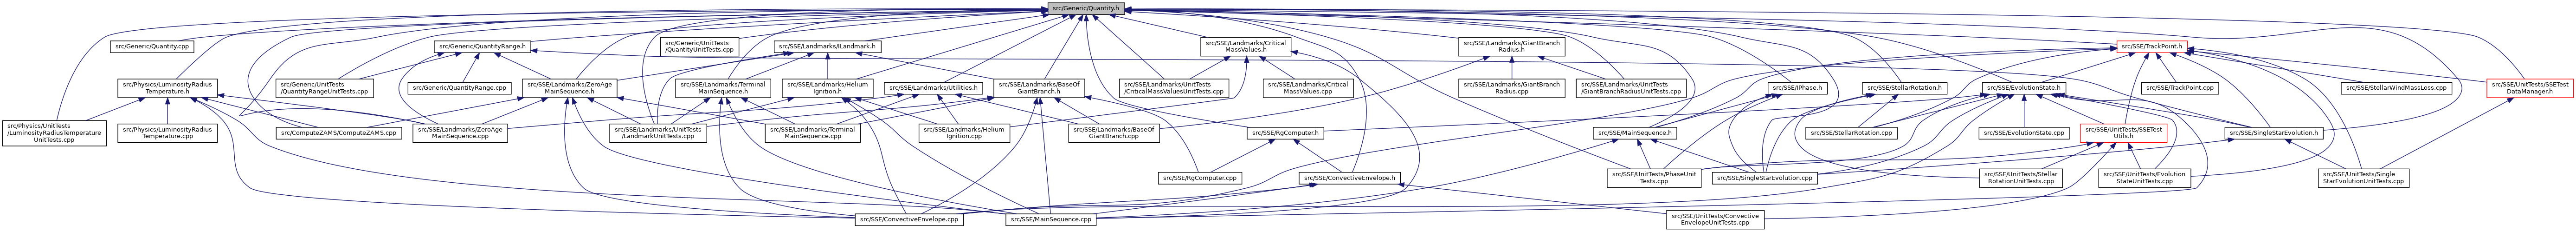 src/Generic/Quantity.h
src/Generic/Quantity.cpp
src/Generic/QuantityRange.h
src/Generic/UnitTests
/QuantityUnitTests.cpp
src/SSE/Landmarks/ILandmark.h
src/SSE/Landmarks/Critical
MassValues.h
src/SSE/Landmarks/GiantBranch
Radius.h
src/SSE/TrackPoint.h
src/Physics/LuminosityRadius
Temperature.h
src/Generic/UnitTests
/QuantityRangeUnitTests.cpp
src/Generic/QuantityRange.cpp
src/SSE/Landmarks/ZeroAge
MainSequence.h
src/SSE/Landmarks/Terminal
MainSequence.h
src/SSE/Landmarks/Helium
Ignition.h
src/SSE/Landmarks/Utilities.h
src/SSE/Landmarks/BaseOf
GiantBranch.h
src/SSE/Landmarks/UnitTests
/CriticalMassValuesUnitTests.cpp
src/SSE/Landmarks/Critical
MassValues.cpp
src/SSE/Landmarks/GiantBranch
Radius.cpp
src/SSE/Landmarks/UnitTests
/GiantBranchRadiusUnitTests.cpp
src/SSE/IPhase.h
src/SSE/StellarRotation.h
src/SSE/EvolutionState.h
src/SSE/TrackPoint.cpp
src/SSE/StellarWindMassLoss.cpp
src/SSE/UnitTests/SSETest
DataManager.h
src/Physics/UnitTests
/LuminosityRadiusTemperature
UnitTests.cpp
src/Physics/LuminosityRadius
Temperature.cpp
src/ComputeZAMS/ComputeZAMS.cpp
src/SSE/Landmarks/ZeroAge
MainSequence.cpp
src/SSE/Landmarks/UnitTests
/LandmarkUnitTests.cpp
src/SSE/Landmarks/Terminal
MainSequence.cpp
src/SSE/Landmarks/Helium
Ignition.cpp
src/SSE/Landmarks/BaseOf
GiantBranch.cpp
src/SSE/RgComputer.h
src/SSE/MainSequence.h
src/SSE/StellarRotation.cpp
src/SSE/EvolutionState.cpp
src/SSE/UnitTests/SSETest
Utils.h
src/SSE/SingleStarEvolution.h
src/SSE/RgComputer.cpp
src/SSE/ConvectiveEnvelope.h
src/SSE/UnitTests/PhaseUnit
Tests.cpp
src/SSE/SingleStarEvolution.cpp
src/SSE/UnitTests/Stellar
RotationUnitTests.cpp
src/SSE/UnitTests/Evolution
StateUnitTests.cpp
src/SSE/UnitTests/Single
StarEvolutionUnitTests.cpp
src/SSE/ConvectiveEnvelope.cpp
src/SSE/MainSequence.cpp
src/SSE/UnitTests/Convective
EnvelopeUnitTests.cpp